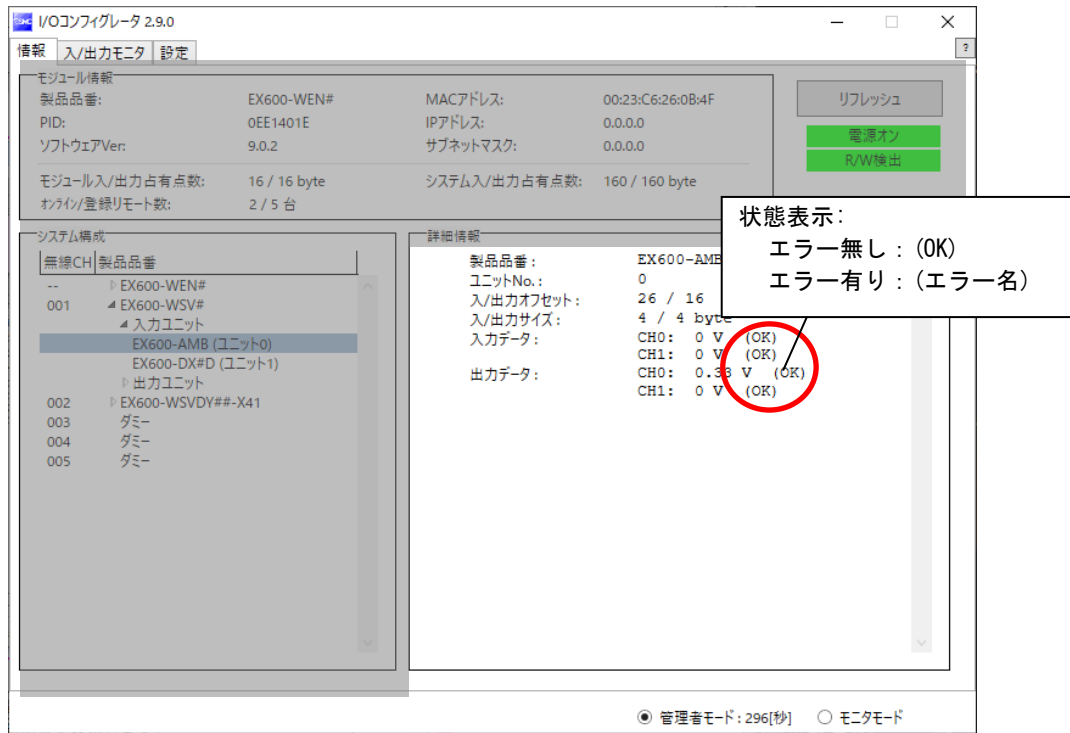 I/Oコンフィグレータ 2.9.0
情報 入/出力モニタ 設定 ?
モジュール情報
製品品番: EX600-WEN# MACアドレス: 00:23:C6:26:0B:4F リフレッシュ
PID: 0EE1401E IPアドレス: 0.0.0.0 電源オン
ソフトウェアVer: 9.0.2 サブネットマスク: 0.0.0.0 R/W検出
モジュール入/出力占有点数: 16 / 16 byte システム入/出力占有点数: 160 / 160 byte
オンライン/登録リモート数: 2 / 5 台
状態表示:
エラー無し:(OK)
エラー有り:(エラー名)
システム構成
無線CH 製品品番
-- EX600-WEN#
001 EX600-WSV#
入力ユニット
EX600-AMB (ユニット0)
EX600-DX#D (ユニット1)
出力ユニット
002 EX600-WSVDY##-X41
003 ダミー
004 ダミー
005 ダミー
詳細情報
製品品番: EX600-AMB
ユニットNo.: 0
入/出力オフセット: 26 / 16
入/出力サイズ: 4 / 4 byte
入力データ: CH0: 0 V (OK)
CH1: 0 V (OK)
出力データ: CH0: 0.38 V (OK)
CH1: 0 V (OK)
管理者モード:296[秒] モニタモード